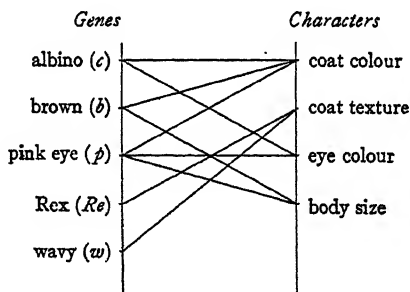 Genes Characters
albino (c) coat colour
brown (b) coat texture
pink eye (p) eye colour
Rex (Re) body size
wavy (w)